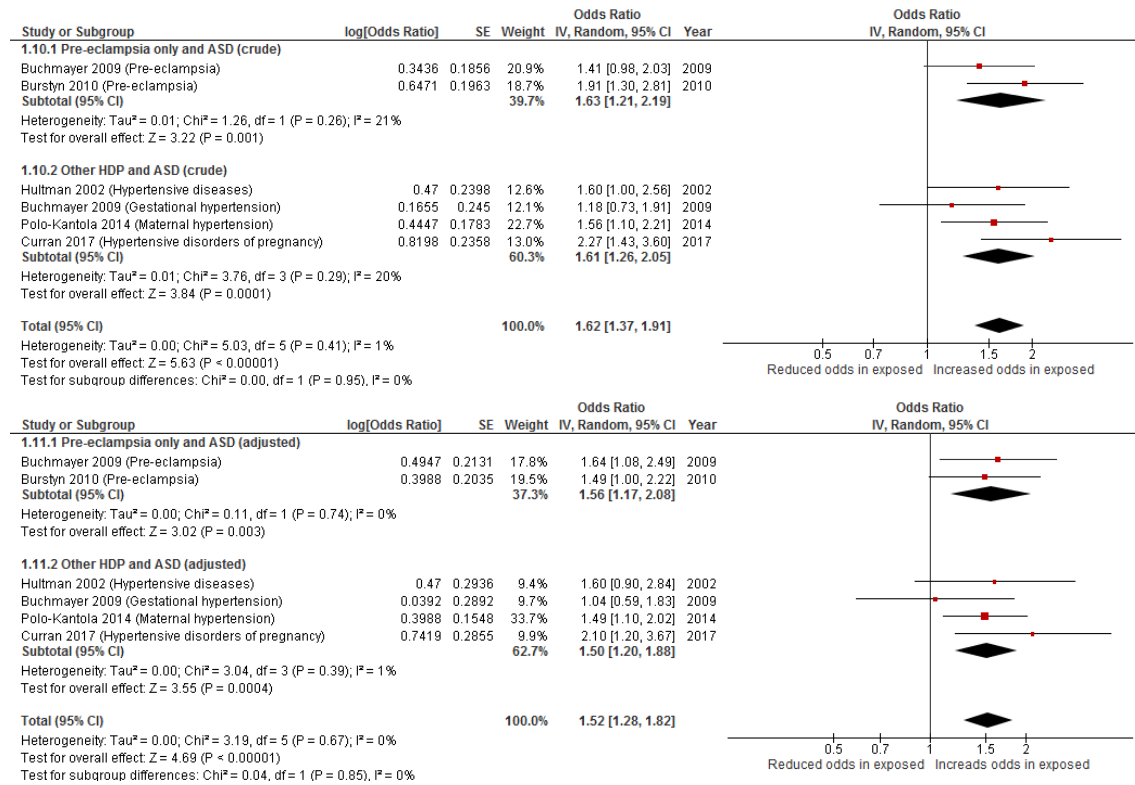 Odds Ratio Odds Ratio
Study or Subgroup log[Odds Ratio] SE Weight IV, Random, 95% CI Year IV, Random, 95% CI
1.10.1 Pre-eclampsia only and ASD (crude)
Buchmayer 2009 (Pre-eclampsia) 0.3436 0.1856 20.9% 1.41 [0.98, 2.03] 2009
Burstyn 2010 (Pre-eclampsia) 0.6471 0.1963 18.7% 1.91 [1.30, 2.81] 2010
Subtotal (95% CI) 39.7% 1.63 [1.21, 2.19]
Heterogeneity: Tau² = 0.01; Chi² = 1.26, df = 1 (P = 0.26); I² = 21%
Test for overall effect: Z = 3.22 (P = 0.001)
1.10.2 Other HDP and ASD (crude)
Hultman 2002 (Hypertensive diseases) 0.47 0.2398 12.6% 1.60 [1.00, 2.56] 2002
Buchmayer 2009 (Gestational hypertension) 0.1655 0.245 12.1% 1.18 [0.73, 1.91] 2009
Polo-Kantola 2014 (Maternal hypertension) 0.4447 0.1783 22.7% 1.56 [1.10, 2.21] 2014
Curran 2017 (Hypertensive disorders of pregnancy) 0.8198 0.2358 13.0% 2.27 [1.43, 3.60] 2017
Subtotal (95% CI) 60.3% 1.61 [1.26, 2.05]
Heterogeneity: Tau² = 0.01; Chi² = 3.76, df = 3 (P = 0.29); I² = 20%
Test for overall effect: Z = 3.84 (P = 0.0001)
Total (95% CI) 100.0% 1.62 [1.37, 1.91]
Heterogeneity: Tau² = 0.00; Chi² = 5.03, df = 5 (P = 0.41); I² = 1%
Test for overall effect: Z = 5.63 (P < 0.00001)
Test for subgroup differences: Chi² = 0.00, df = 1 (P = 0.95), I² = 0%
0.5 0.7 1 1.5 2
Reduced odds in exposed Increased odds in exposed
Odds Ratio Odds Ratio
Study or Subgroup log[Odds Ratio] SE Weight IV, Random, 95% CI Year IV, Random, 95% CI
1.11.1 Pre-eclampsia only and ASD (adjusted)
Buchmayer 2009 (Pre-eclampsia) 0.4947 0.2131 17.8% 1.64 [1.08, 2.49] 2009
Burstyn 2010 (Pre-eclampsia) 0.3988 0.2035 19.5% 1.49 [1.00, 2.22] 2010
Subtotal (95% CI) 37.3% 1.56 [1.17, 2.08]
Heterogeneity: Tau² = 0.00; Chi² = 0.11, df = 1 (P = 0.74); I² = 0%
Test for overall effect: Z = 3.02 (P = 0.003)
1.11.2 Other HDP and ASD (adjusted)
Hultman 2002 (Hypertensive diseases) 0.47 0.2936 9.4% 1.60 [0.90, 2.84] 2002
Buchmayer 2009 (Gestational hypertension) 0.0392 0.2892 9.7% 1.04 [0.59, 1.83] 2009
Polo-Kantola 2014 (Maternal hypertension) 0.3988 0.1548 33.7% 1.49 [1.10, 2.02] 2014
Curran 2017 (Hypertensive disorders of pregnancy) 0.7419 0.2855 9.9% 2.10 [1.20, 3.67] 2017
Subtotal (95% CI) 62.7% 1.50 [1.20, 1.88]
Heterogeneity: Tau² = 0.00; Chi² = 3.04, df = 3 (P = 0.39); I² = 1%
Test for overall effect: Z = 3.55 (P = 0.0004)
Total (95% CI) 100.0% 1.52 [1.28, 1.82]
Heterogeneity: Tau² = 0.00; Chi² = 3.19, df = 5 (P = 0.67); I² = 0%
Test for overall effect: Z = 4.69 (P < 0.00001)
Test for subgroup differences: Chi² = 0.04, df = 1 (P = 0.85), I² = 0%
0.5 0.7 1 1.5 2
Reduced odds in exposed Increads odds in exposed